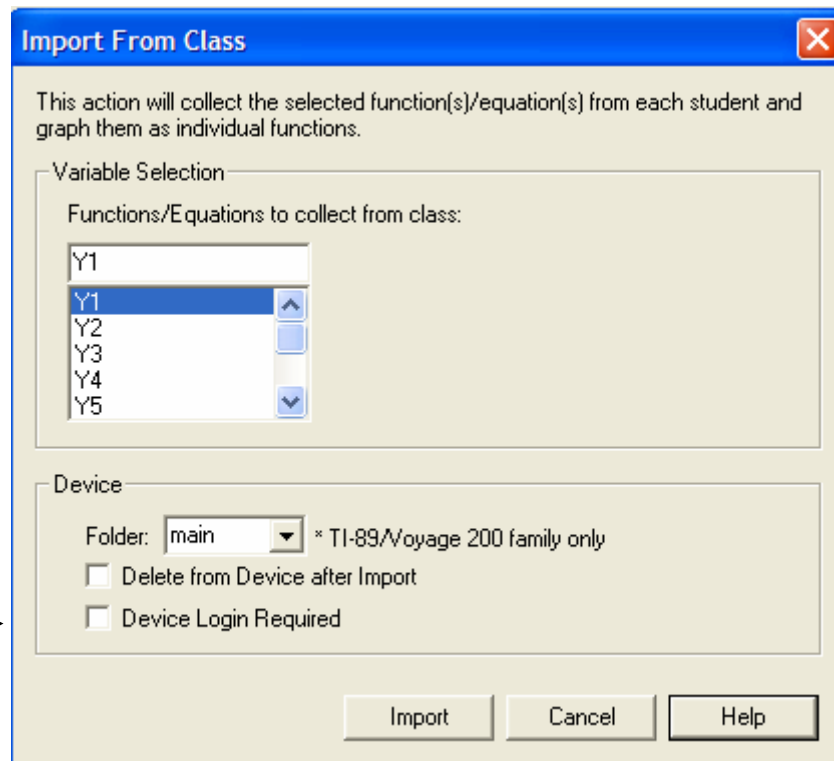 Import From Class
This action will collect the selected function(s)/equation(s) from each student and
graph them as individual functions.
Variable Selection
Functions/Equations to collect from class:
Y1
Y1
Y2
Y3
Y4
Y5
Device
Folder: main * TI-89/Voyage 200 family only
Delete from Device after Import
Device Login Required
Import Cancel Help